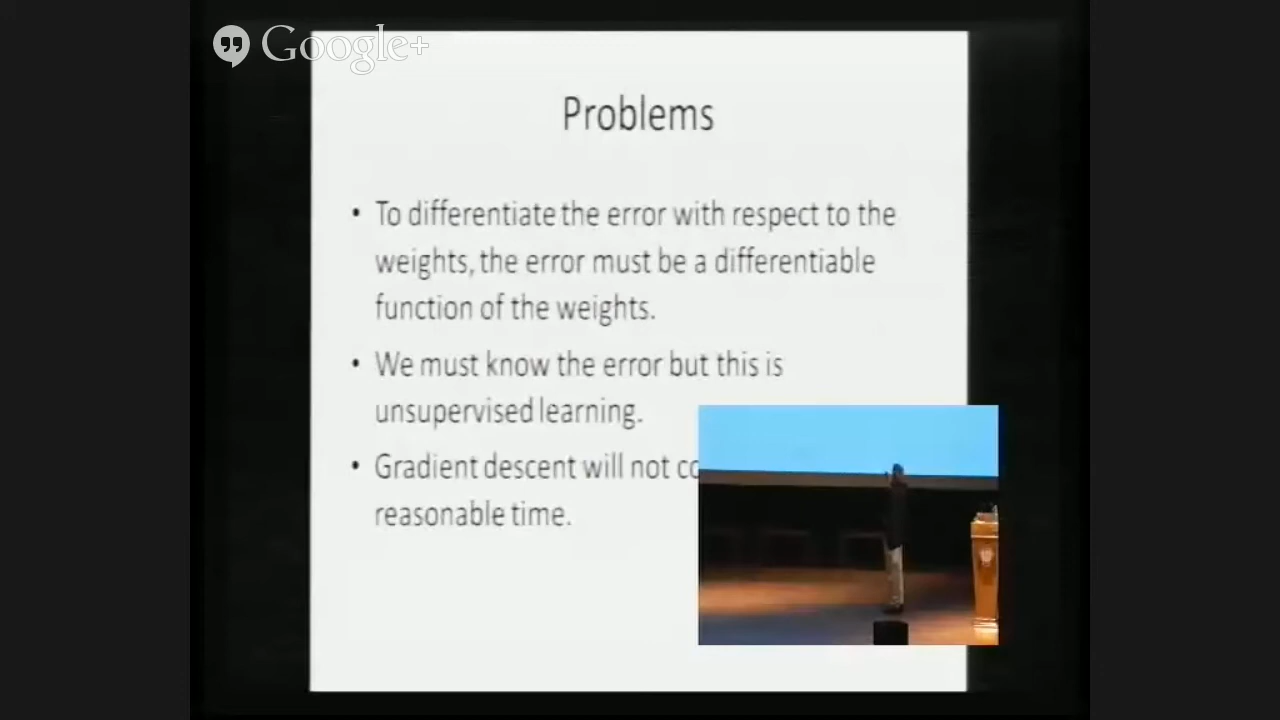 Google+
Problems
• To differentiate the error with respect to the
weights, the error must be a differentiable
function of the weights.
• We must know the error but this is
unsupervised learning.
• Gradient descent will not
reasonable time.